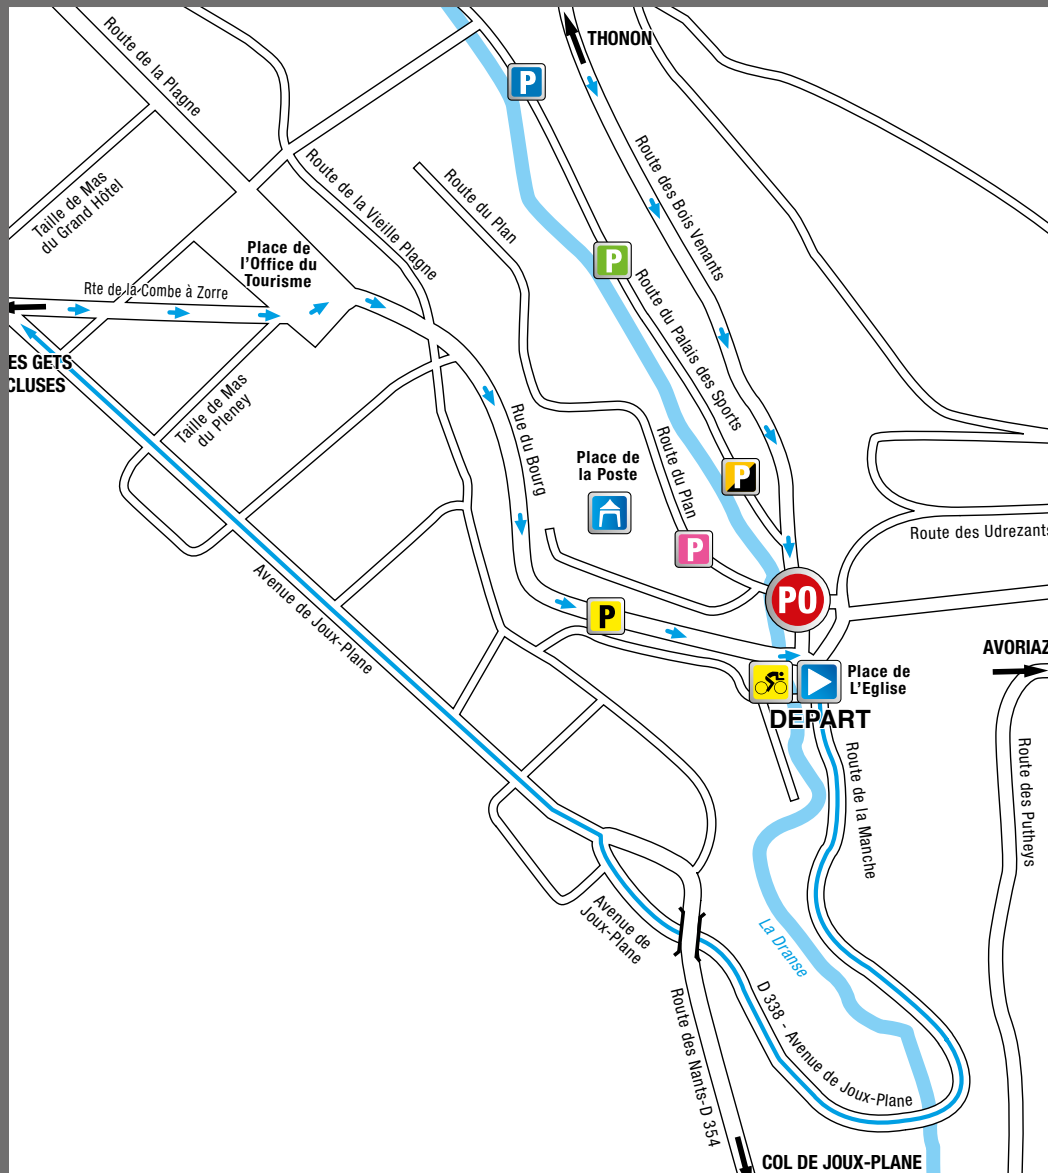 THONON
Route de la Plagne
P
Route des Bois Venants
Route de la Vieille Plagne
Route du Plan
Taille de Mas
du Grand Hôtel
Place de
l'Office du
Tourisme
P
Rte de la Combe à Zorre
Route du Palais des Sports
ES GETS
CLUSES
Taille de Mas
du Pleney
Rue du Bourg
Place de
la Poste
Route du Plan
P
Route des Udrezants
P
Avenue de Joux-Plane
PO
P
AVORIAZ
Place de
L'Eglise
DEPART
Route de la Manche
Route des Putheys
Avenue de
Joux-Plane
La Dranse
D 338 - Avenue de Joux-Plane
Route des Nants-D 354
COL DE JOUX-PLANE